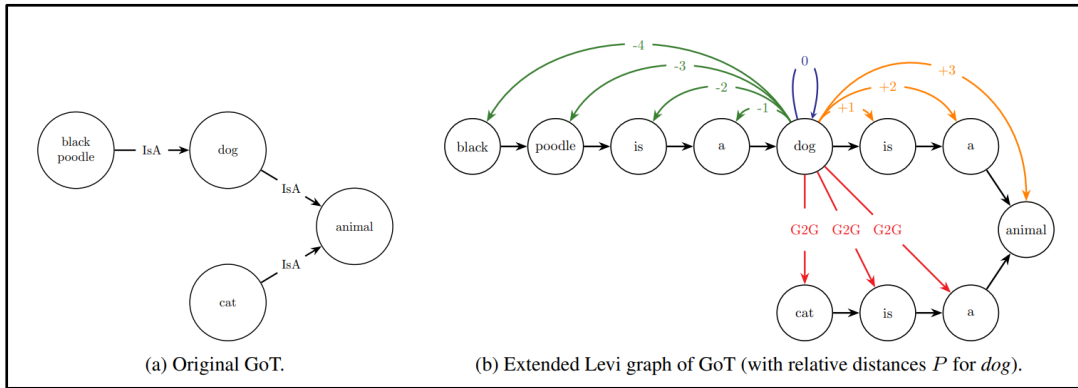 black
poodle
IsA
dog
IsA
animal
IsA
cat
(a) Original GoT.
-4
-3
-2
-1
0
+1
+2
+3
black
poodle
is
a
dog
is
a
animal
G2G
G2G
G2G
cat
is
a
(b) Extended Levi graph of GoT (with relative distances P for dog).